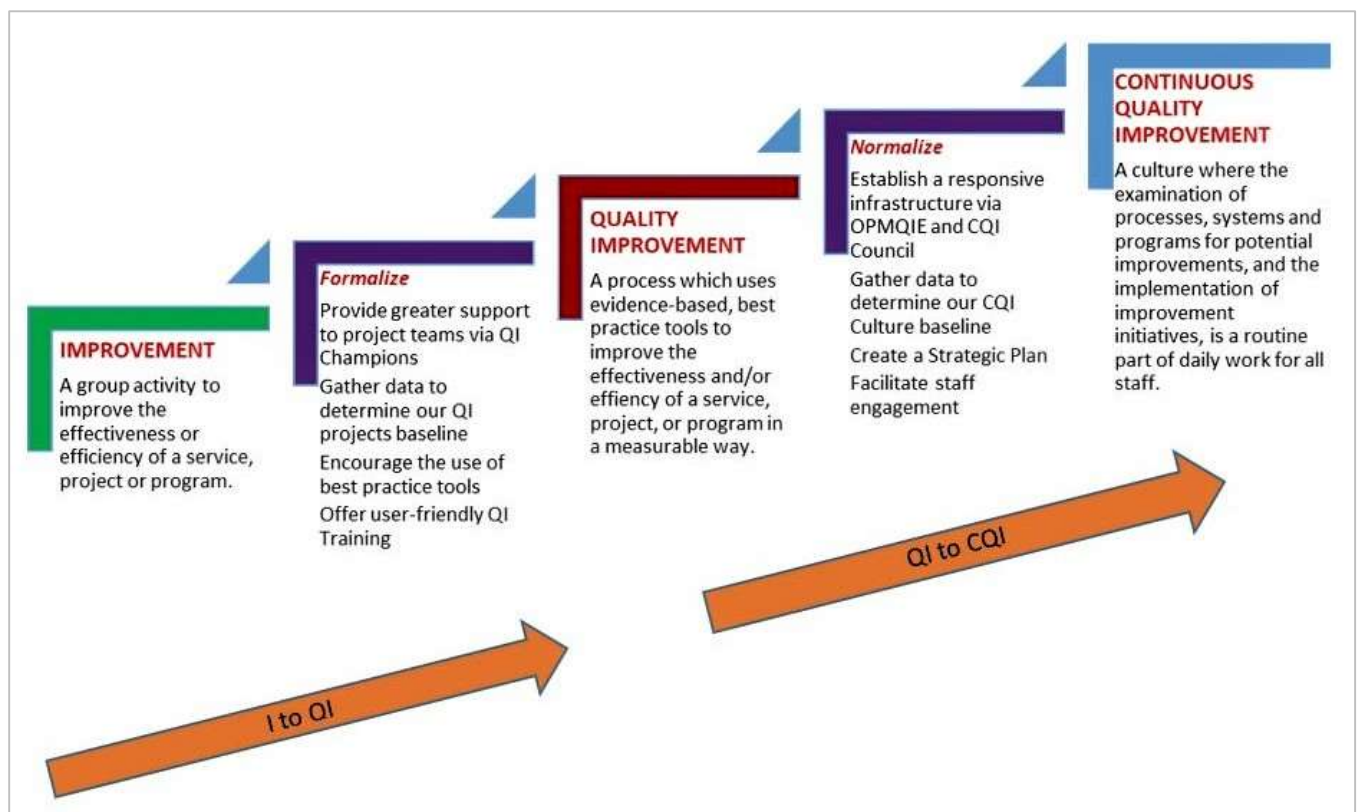 IMPROVEMENT
A group activity to
improve the
effectiveness or
efficiency of a service,
project or program.
Formalize
Provide greater support
to project teams via QI
Champions
Gather data to
determine our QI
projects baseline
Encourage the use of
best practice tools
Offer user-friendly QI
Training
QUALITY
IMPROVEMENT
A process which uses
evidence-based, best
practice tools to
improve the
effectiveness and/or
effiency of a service,
project, or program in
a measurable way.
Normalize
Establish a responsive
infrastructure via
OPMQIE and CQI
Council
Gather data to
determine our CQI
Culture baseline
Create a Strategic Plan
Facilitate staff
engagement
CONTINUOUS
QUALITY
IMPROVEMENT
A culture where the
examination of
processes, systems and
programs for potential
improvements, and the
implementation of
improvement
initiatives, is a routine
part of daily work for all
staff.
I to QI
QI to CQI